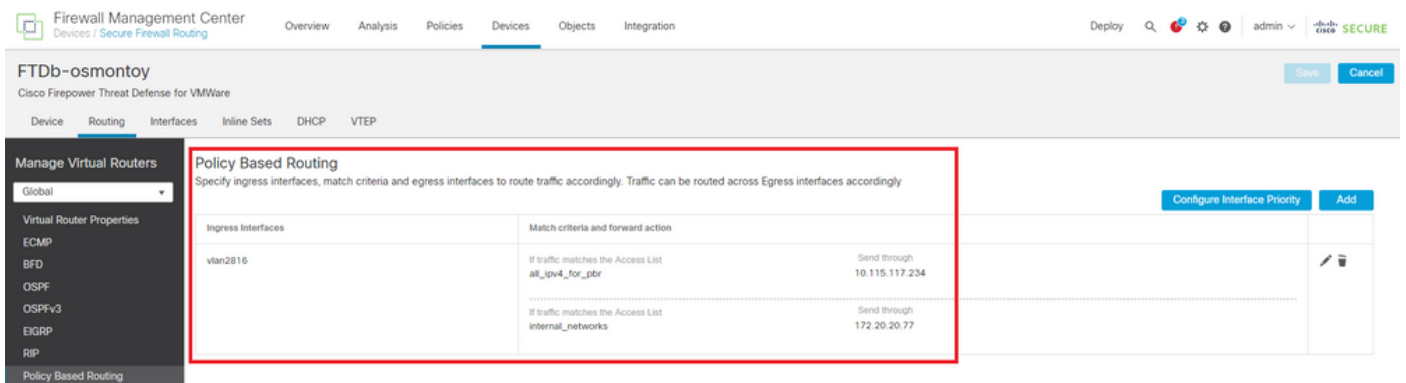 Firewall Management Center
Devices / Secure Firewall Routing
Overview Analysis Policies Devices Objects Integration
Deploy admin
cisco SECURE
FTDb-osmontoy
Save Cancel
Cisco Firepower Threat Defense for VMWare
Device Routing Interfaces Inline Sets DHCP VTEP
Manage Virtual Routers
Global
Virtual Router Properties
ECMP
BFD
OSPF
OSPFv3
EIGRP
RIP
Policy Based Routing
Policy Based Routing
Specify ingress interfaces, match criteria and egress interfaces to route traffic accordingly. Traffic can be routed across Egress interfaces accordingly
Configure Interface Priority Add
Ingress Interfaces Match criteria and forward action
vlan2816
If traffic matches the Access List Send through
all_ipv4_for_pbr 10.115.117.234
If traffic matches the Access List Send through
internal_networks 172.20.20.77